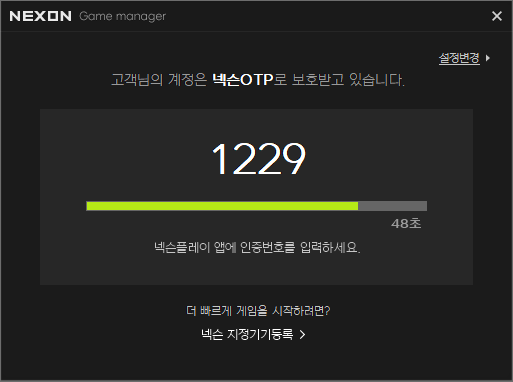 NEXON Game manager
설정변경
고객님의 계정은 넥슨OTP로 보호받고 있습니다.
1229
48초
넥슨플레이 앱에 인증번호를 입력하세요.
더 빠르게 게임을 시작하려면?
넥슨 지정기기등록 >